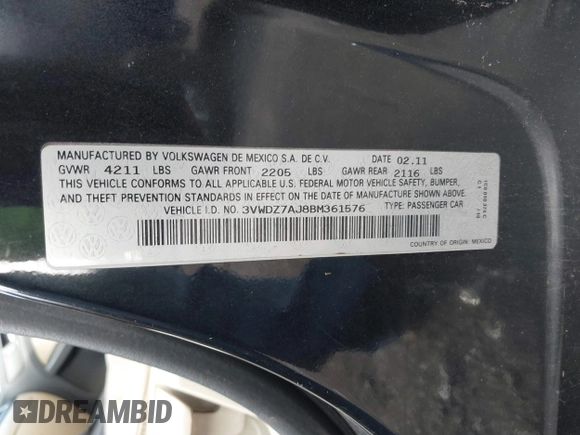 MANUFACTURED BY VOLKSWAGEN DE MEXICO S.A. DE C.V. DATE 02.11
GVWR 4211 LBS GAWR FRONT 2205 LBS GAWR REAR 2116 LBS
THIS VEHICLE CONFORMS TO ALL APPLICABLE U.S. FEDERAL MOTOR VEHICLE SAFETY, BUMPER,
AND THEFT PREVENTION STANDARDS IN EFFECT ON THE DATE OF MANUFACTURE SHOWN ABOVE.
VEHICLE I.D. NO. 3VWDZ7AJ8BM361576 TYPE: PASSENGER CAR
COUNTRY OF ORIGIN: MEXICO
DREAMBID